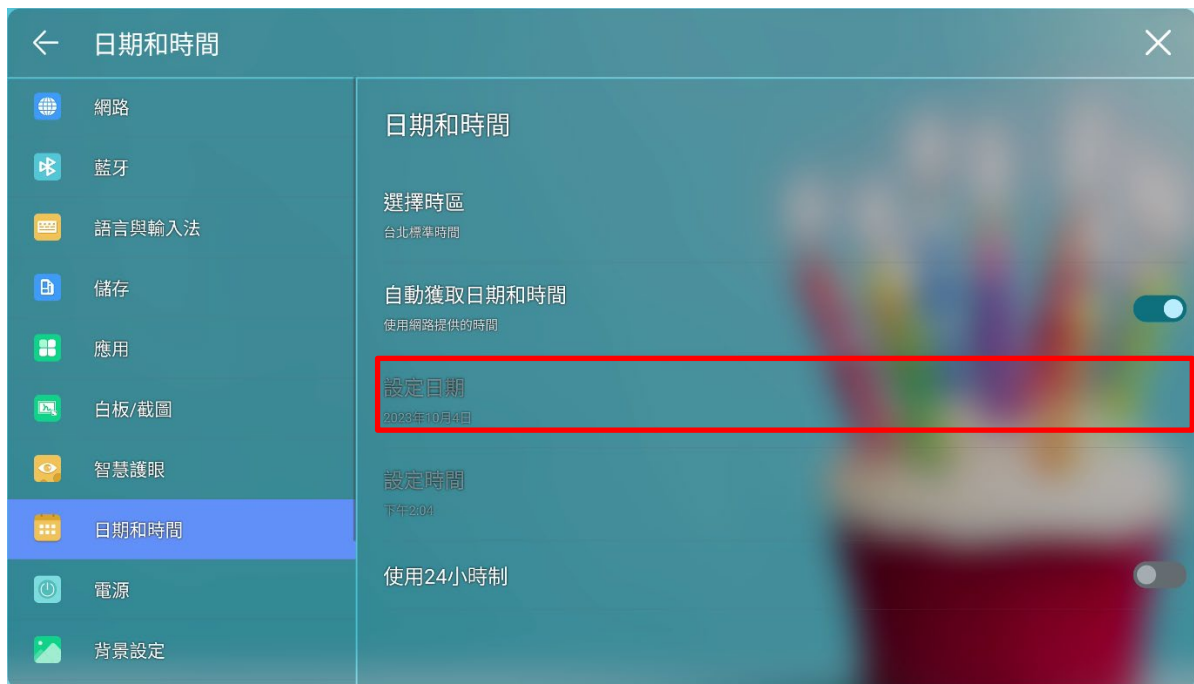 日期和時間
網路
藍牙
語言與輸入法
儲存
應用
白板/截圖
智慧護眼
日期和時間
電源
背景設定
日期和時間
選擇時區
台北標準時間
自動獲取日期和時間
使用網路提供的時間
設定日期
2023年10月4日
設定時間
下午2:04
使用24小時制